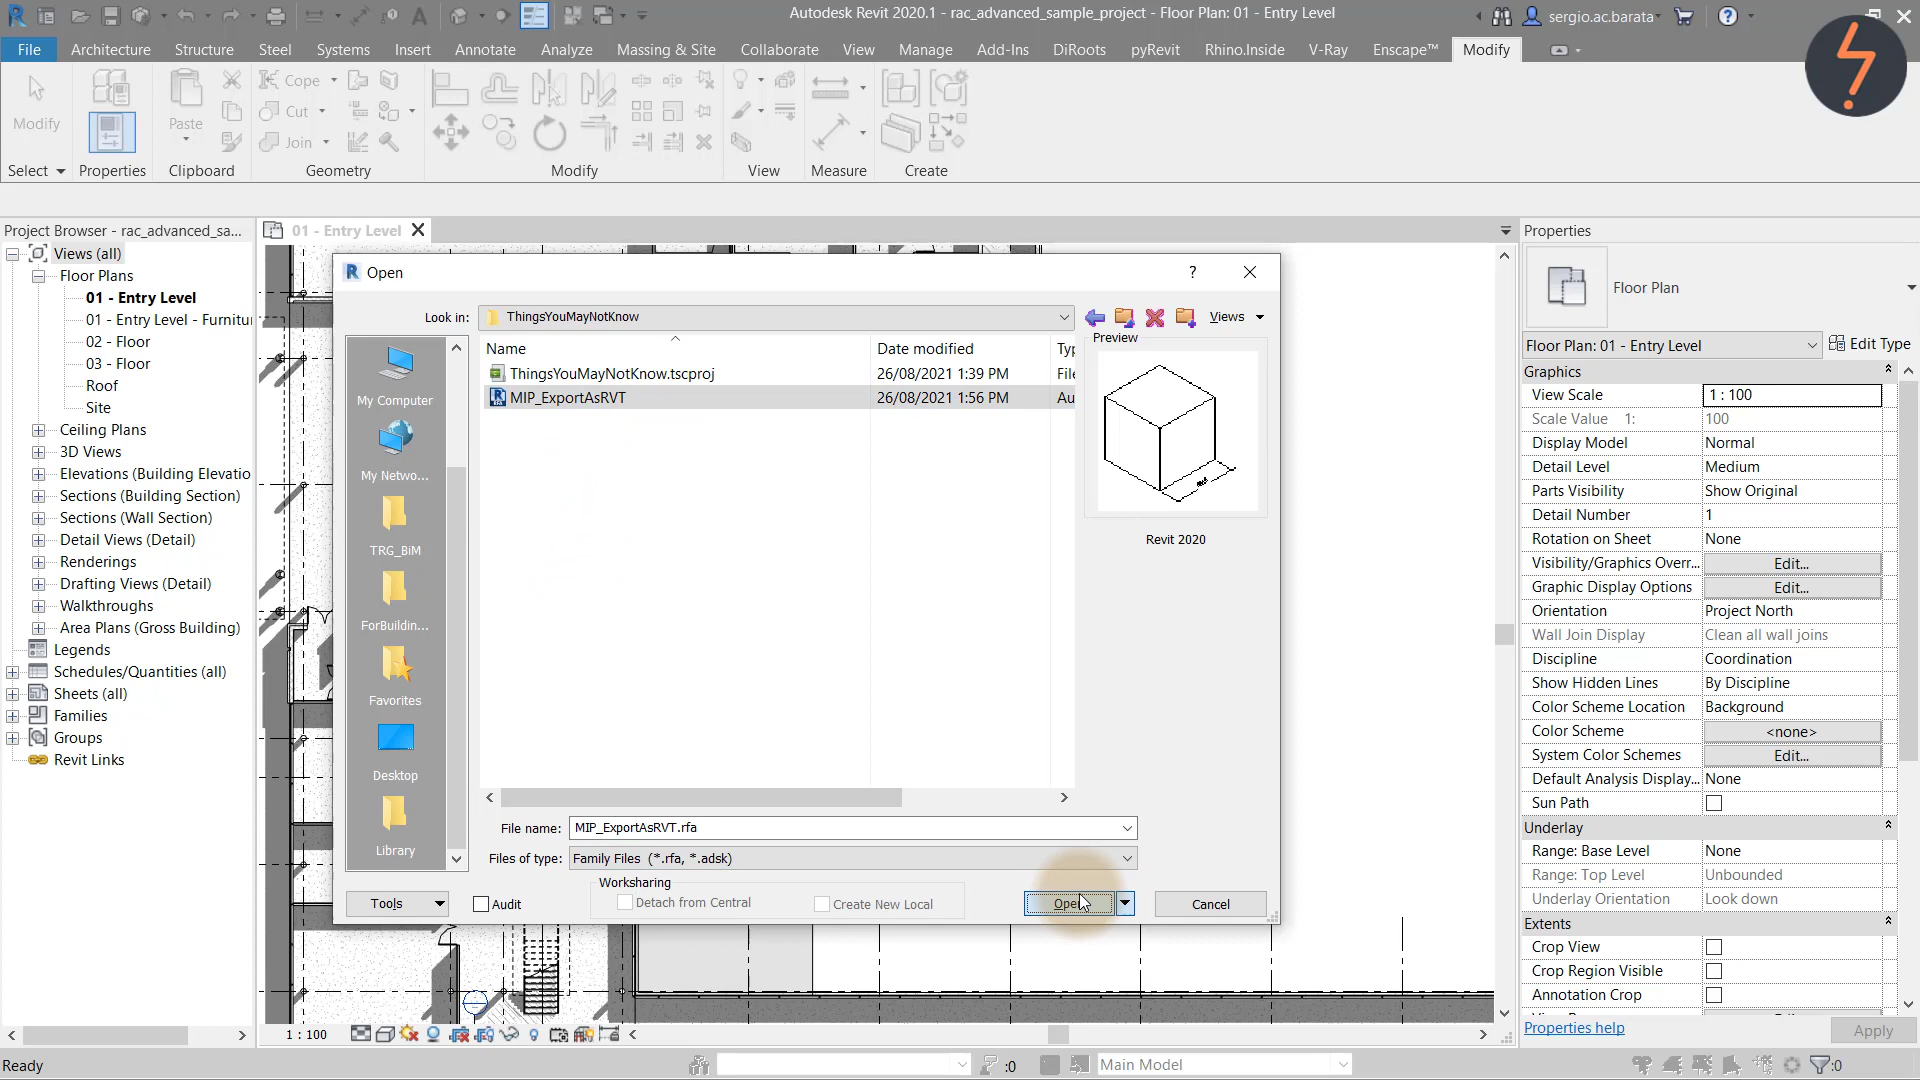 Autodesk Revit 2020.1 - rac_advanced_sample_project - Floor Plan: 01 - Entry Level
sergio.ac.barata
File Architecture Structure Steel Systems Insert Annotate Analyze Massing & Site Collaborate View Manage Add-Ins DiRoots pyRevit Rhino.Inside V-Ray Enscape™ Modify
Modify
Paste
Cope
Cut
Join
Select Properties Clipboard Geometry Modify View Measure Create
Project Browser - rac_advanced_sa...
Views (all)
Floor Plans
01 - Entry Level
01 - Entry Level - Furnitur
02 - Floor
03 - Floor
Roof
Site
Ceiling Plans
3D Views
Elevations (Building Elevatio
Sections (Building Section)
Sections (Wall Section)
Detail Views (Detail)
Renderings
Drafting Views (Detail)
Walkthroughs
Area Plans (Gross Building)
Legends
Schedules/Quantities (all)
Sheets (all)
Families
Groups
Revit Links
01 - Entry Level
Open
Look in: ThingsYouMayNotKnow
Views
Name Date modified Typ
ThingsYouMayNotKnow.tscproj 26/08/2021 1:39 PM File
MIP_ExportAsRVT 26/08/2021 1:56 PM Au
My Computer
My Netwo...
TRG_BiM
ForBuildin...
Favorites
Desktop
Library
Preview
Revit 2020
File name: MIP_ExportAsRVT.rfa
Files of type: Family Files (*.rfa, *.adsk)
Tools
Audit
Worksharing
Detach from Central
Create New Local
Open
Cancel
Properties
Floor Plan
Floor Plan: 01 - Entry Level
Edit Type
Graphics
View Scale 1 : 100
Scale Value 1: 100
Display Model Normal
Detail Level Medium
Parts Visibility Show Original
Detail Number 1
Rotation on Sheet None
Visibility/Graphics Overr... Edit...
Graphic Display Options Edit...
Orientation Project North
Wall Join Display Clean all wall joins
Discipline Coordination
Show Hidden Lines By Discipline
Color Scheme Location Background
Color Scheme <none>
System Color Schemes Edit...
Default Analysis Display... None
Sun Path
Underlay
Range: Base Level None
Range: Top Level Unbounded
Underlay Orientation Look down
Extents
Crop View
Crop Region Visible
Annotation Crop
Properties help
Apply
1 : 100
Ready
:0
Main Model
:0